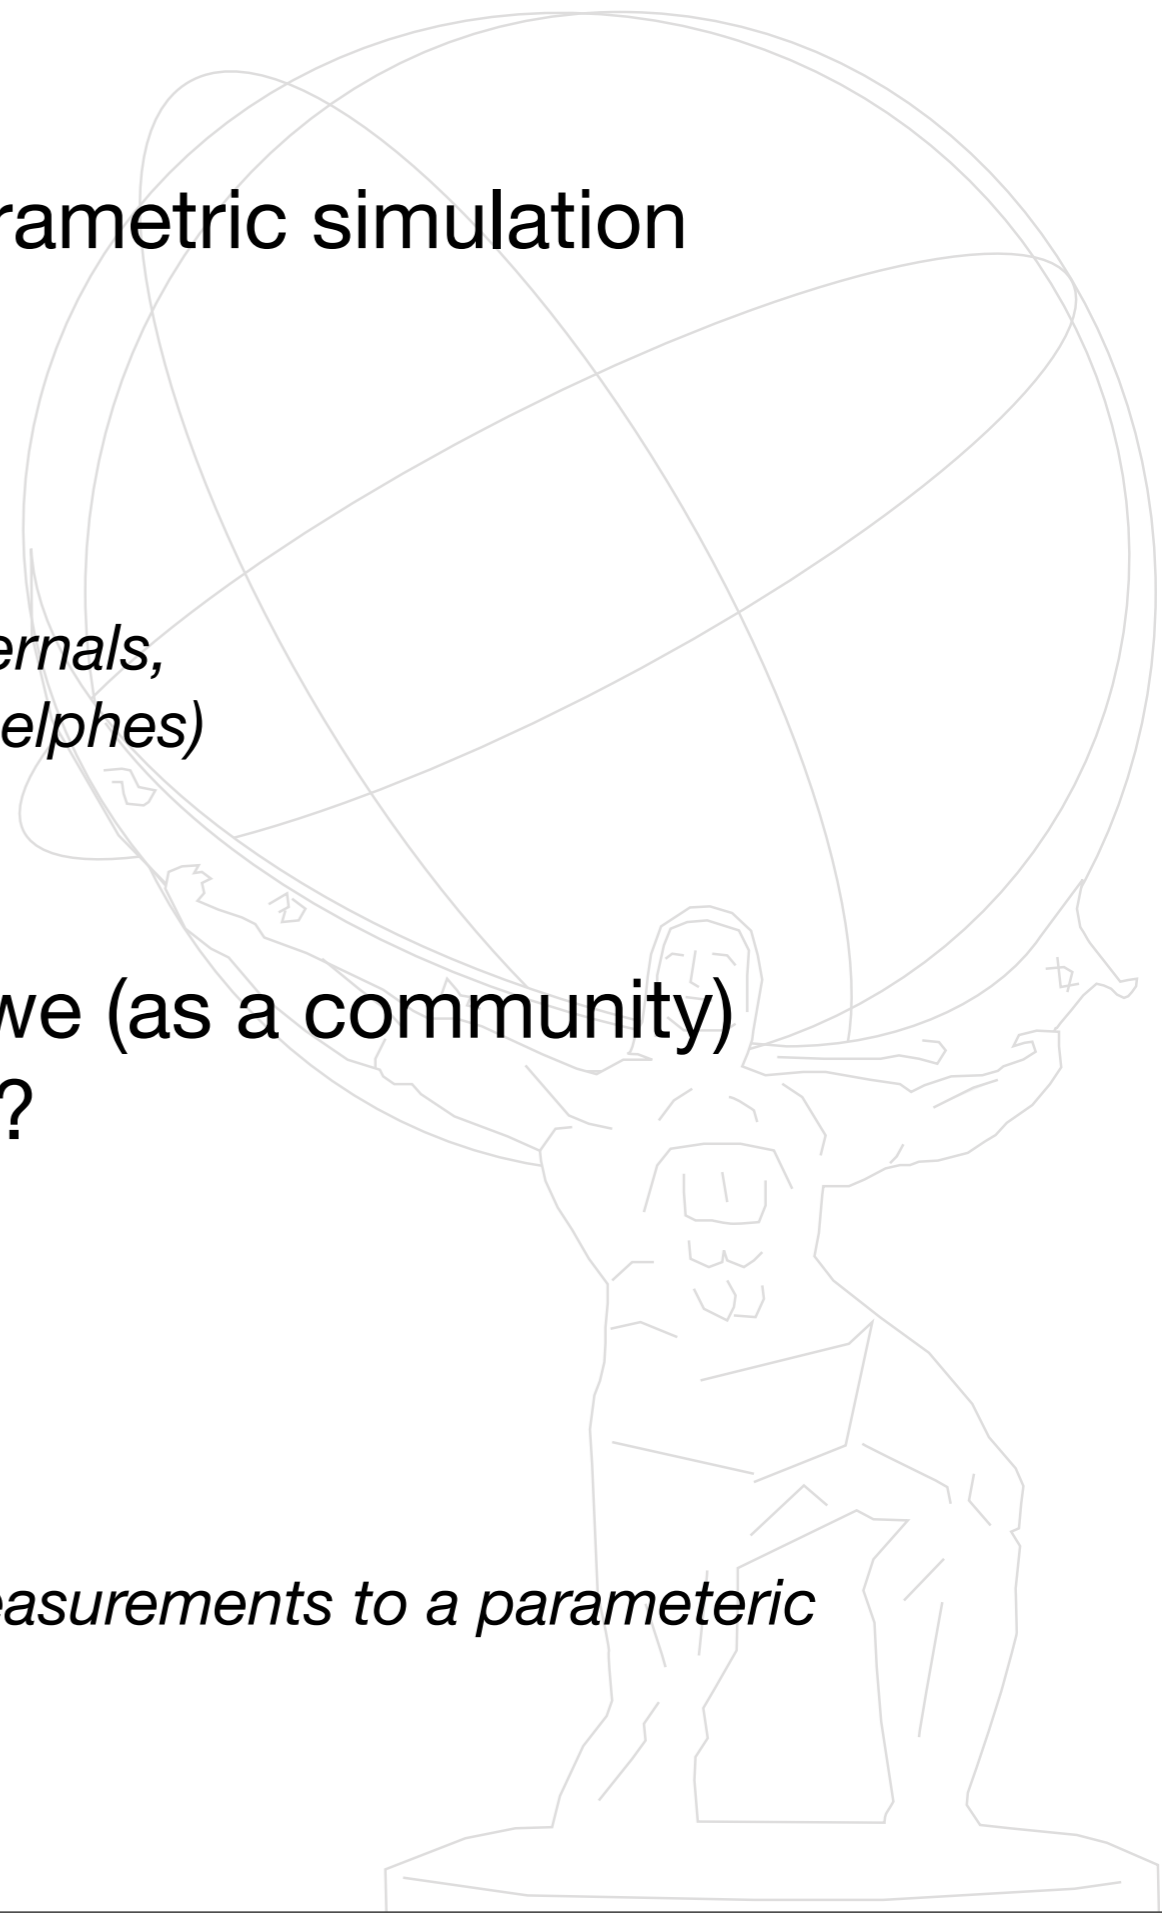 rametric simulation
ernals,
elphes)
we (as a community)
?
easurements to a parameteric